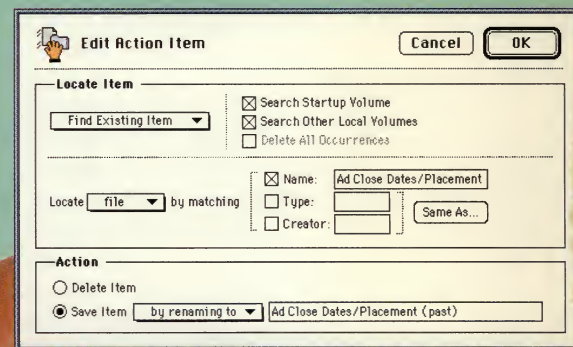 Edit Action Item
Cancel
OK
Locate Item
Find Existing Item
Search Startup Volume
Search Other Local Volumes
Delete All Occurrences
Locate file by matching
Name: Ad Close Dates/Placement
Type:
Creator:
Same As...
Action
Delete Item
Save Item by renaming to Ad Close Dates/Placement (past)